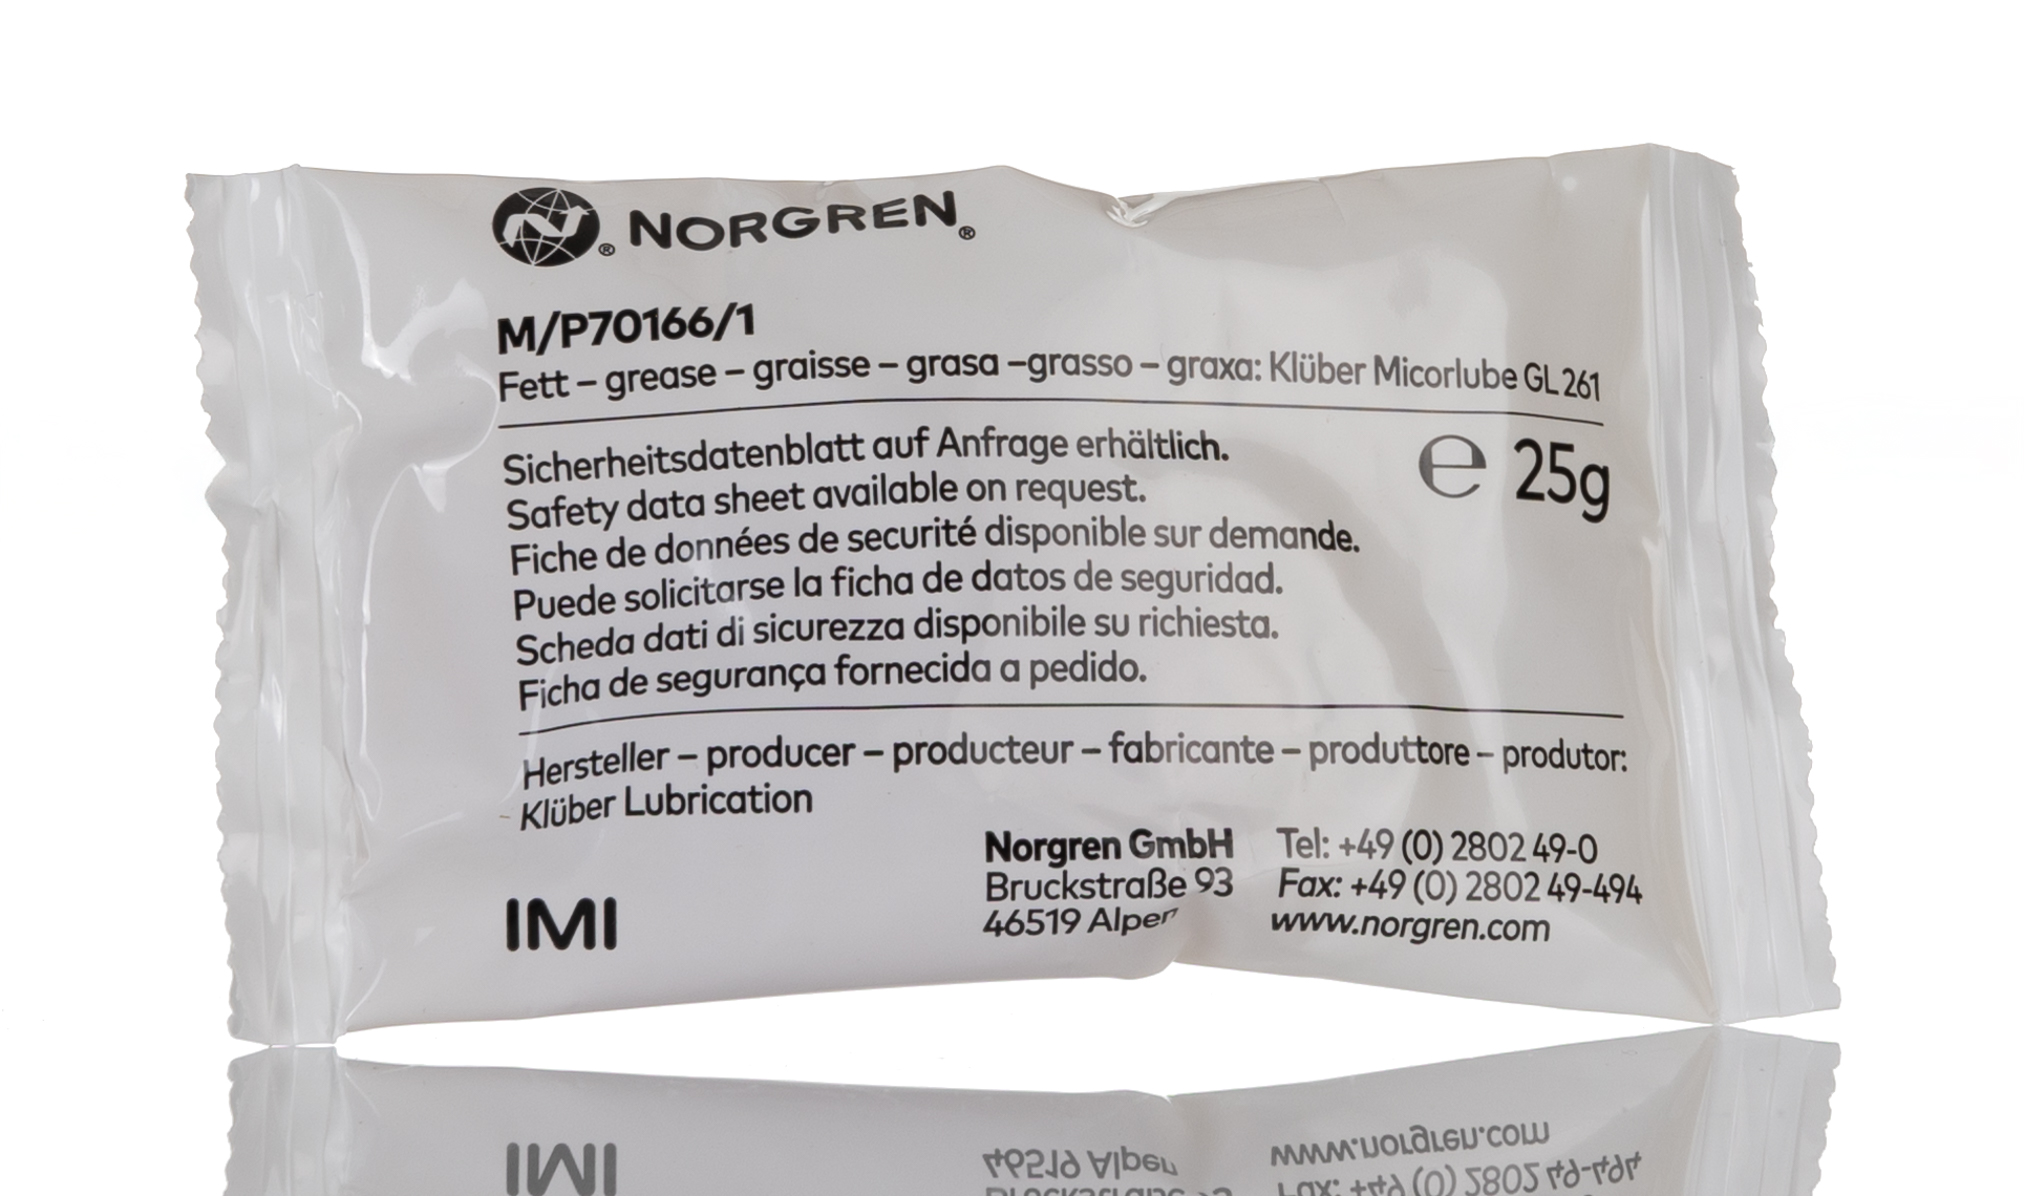 NORGREN®
M/P70166/1
Fett – grease – graisse – grasa –grasso – graxa: Klüber Micorlube GL 261
Sicherheitsdatenblatt auf Anfrage erhältlich.
Safety data sheet available on request.
Fiche de données de securité disponible sur demande.
Puede solicitarse la ficha de datos de seguridad.
Scheda dati di sicurezza disponibile su richiesta.
Ficha de segurança fornecida a pedido.
℮ 25g
Hersteller – producer – producteur – fabricante – produttore – produtor:
Klüber Lubrication
Norgren GmbH
Bruckstraße 93
46519 Alpen
Tel: +49 (0) 2802 49-0
Fax: +49 (0) 2802 49-494
www.norgren.com
IMI